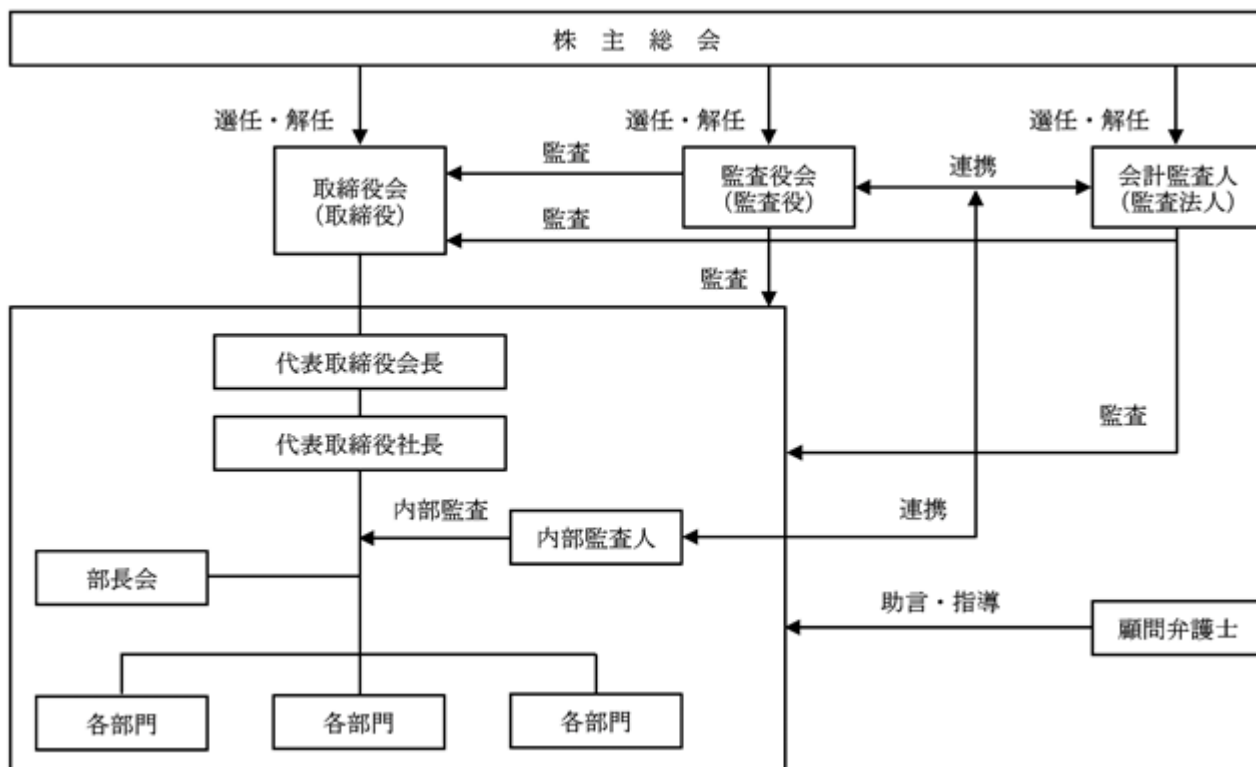 株主総会
選任・解任
選任・解任
選任・解任
取締役会
(取締役)
監査
監査役会
(監査役)
連携
会計監査人
(監査法人)
監査
監査
代表取締役会長
代表取締役社長
監査
内部監査
内部監査人
連携
部長会
助言・指導
顧問弁護士
各部門
各部門
各部門